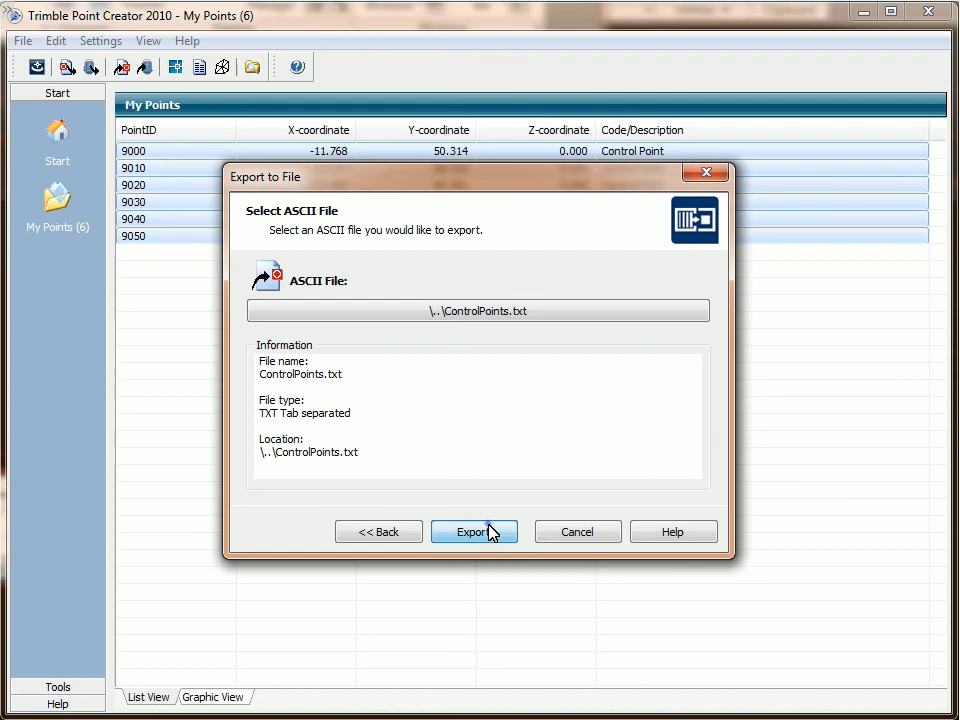 Trimble Point Creator 2010 - My Points (6)
File Edit Settings View Help
Start
My Points
PointID X-coordinate Y-coordinate Z-coordinate Code/Description
9000 -11.768 50.314 0.000 Control Point
9010
9020
9030
9040
9050
Start
My Points (6)
Export to File
Select ASCII File
Select an ASCII file you would like to export.
ASCII File:
\..\ControlPoints.txt
Information
File name:
ControlPoints.txt
File type:
TXT Tab separated
Location:
\..\ControlPoints.txt
<< Back Export Cancel Help
Tools
Help
List View Graphic View